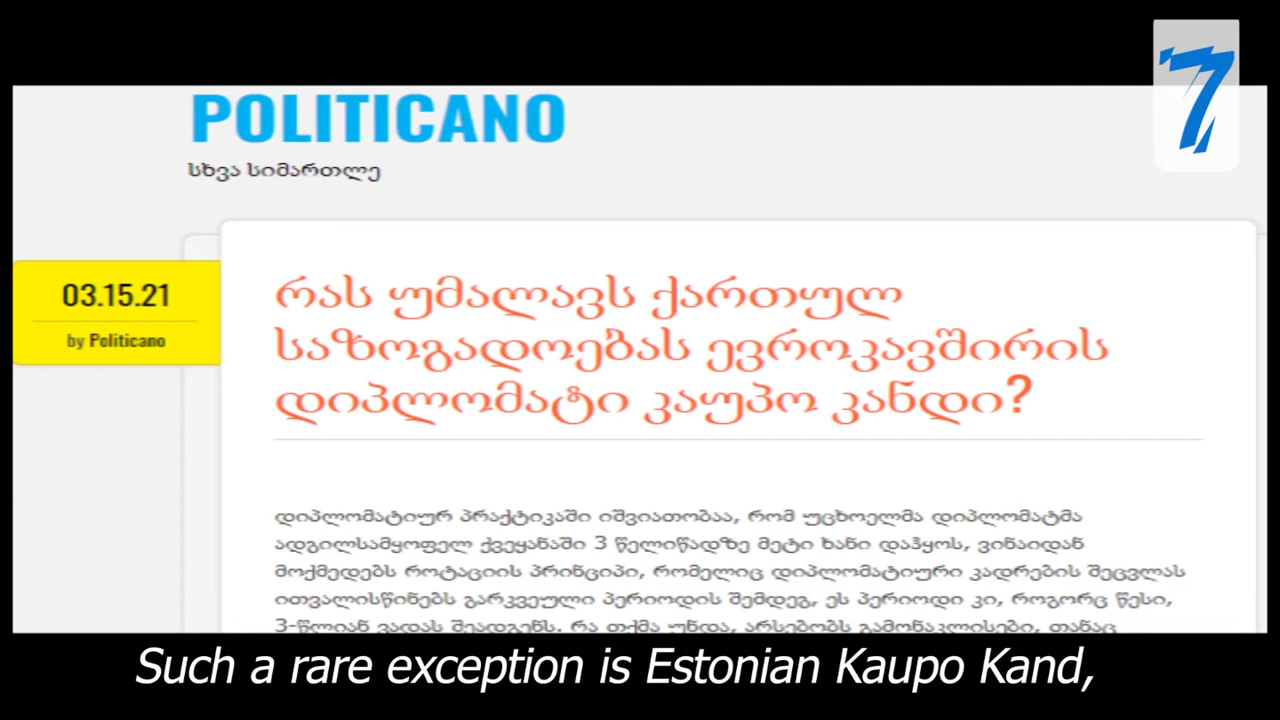 7
POLITICANO
სხვა სიმართლე
03.15.21
by Politicano
რას უმალავს ქართულ
საზოგადოებას ევროკავშირის
დიპლომატი კაუპო კანდი?
დიპლომატიურ პრაქტიკაში იშვიათობაა, რომ უცხოელმა დიპლომატმა
ადგილსამყოფელ ქვეყანაში 3 წელიწადზე მეტი ხანი დაჰყოს, ვინაიდან
მოქმედებს როტაციის პრინციპი, რომელიც დიპლომატიური კადრების შეცვლას
ითვალისწინებს გარკვეული პერიოდის შემდეგ, ეს პერიოდი კი, როგორც წესი,
3-წლიან ვადას შეადგენს. რა თქმა უნდა, არსებობს გამონაკლისები, თანაც
Such a rare exception is Estonian Kaupo Kand,